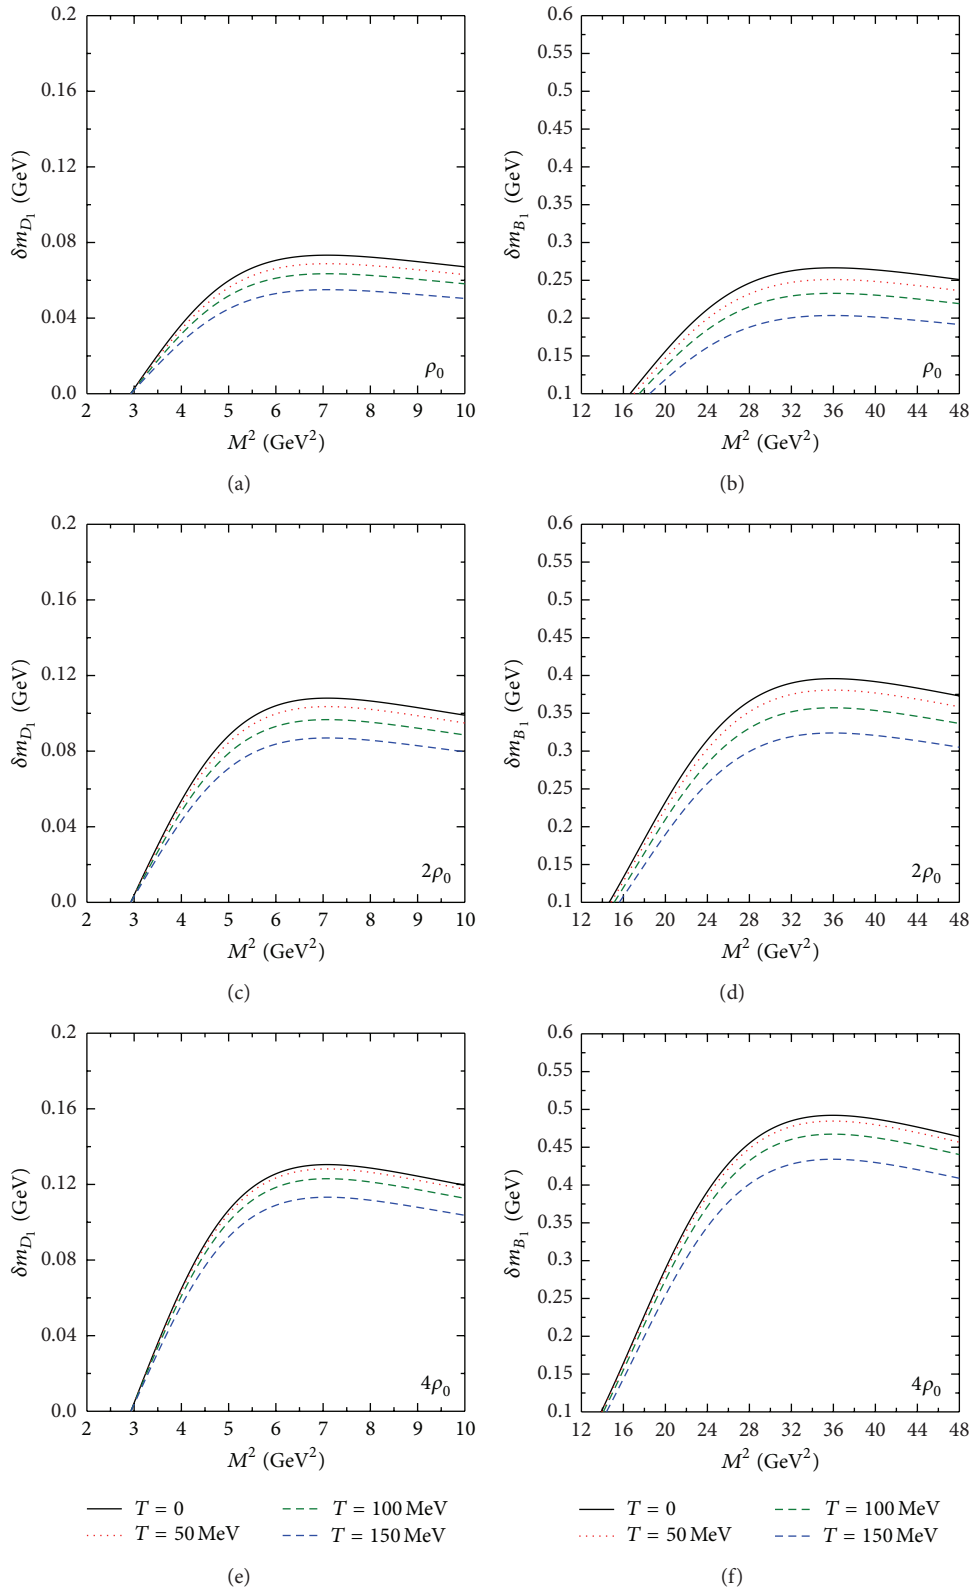 0.2
0.16
0.12
0.08
0.04
0.0
δm_{D_1} (GeV)
ρ_0
2 3 4 5 6 7 8 9 10
M^2 (GeV^2)
(a)
0.6
0.55
0.5
0.45
0.4
0.35
0.3
0.25
0.2
0.15
0.1
δm_{B_1} (GeV)
ρ_0
12 16 20 24 28 32 36 40 44 48
M^2 (GeV^2)
(b)
0.2
0.16
0.12
0.08
0.04
0.0
δm_{D_1} (GeV)
2ρ_0
2 3 4 5 6 7 8 9 10
M^2 (GeV^2)
(c)
0.6
0.55
0.5
0.45
0.4
0.35
0.3
0.25
0.2
0.15
0.1
δm_{B_1} (GeV)
2ρ_0
12 16 20 24 28 32 36 40 44 48
M^2 (GeV^2)
(d)
0.2
0.16
0.12
0.08
0.04
0.0
δm_{D_1} (GeV)
4ρ_0
2 3 4 5 6 7 8 9 10
M^2 (GeV^2)
T = 0
T = 50 MeV
T = 100 MeV
T = 150 MeV
(e)
0.6
0.55
0.5
0.45
0.4
0.35
0.3
0.25
0.2
0.15
0.1
δm_{B_1} (GeV)
4ρ_0
12 16 20 24 28 32 36 40 44 48
M^2 (GeV^2)
T = 0
T = 50 MeV
T = 100 MeV
T = 150 MeV
(f)